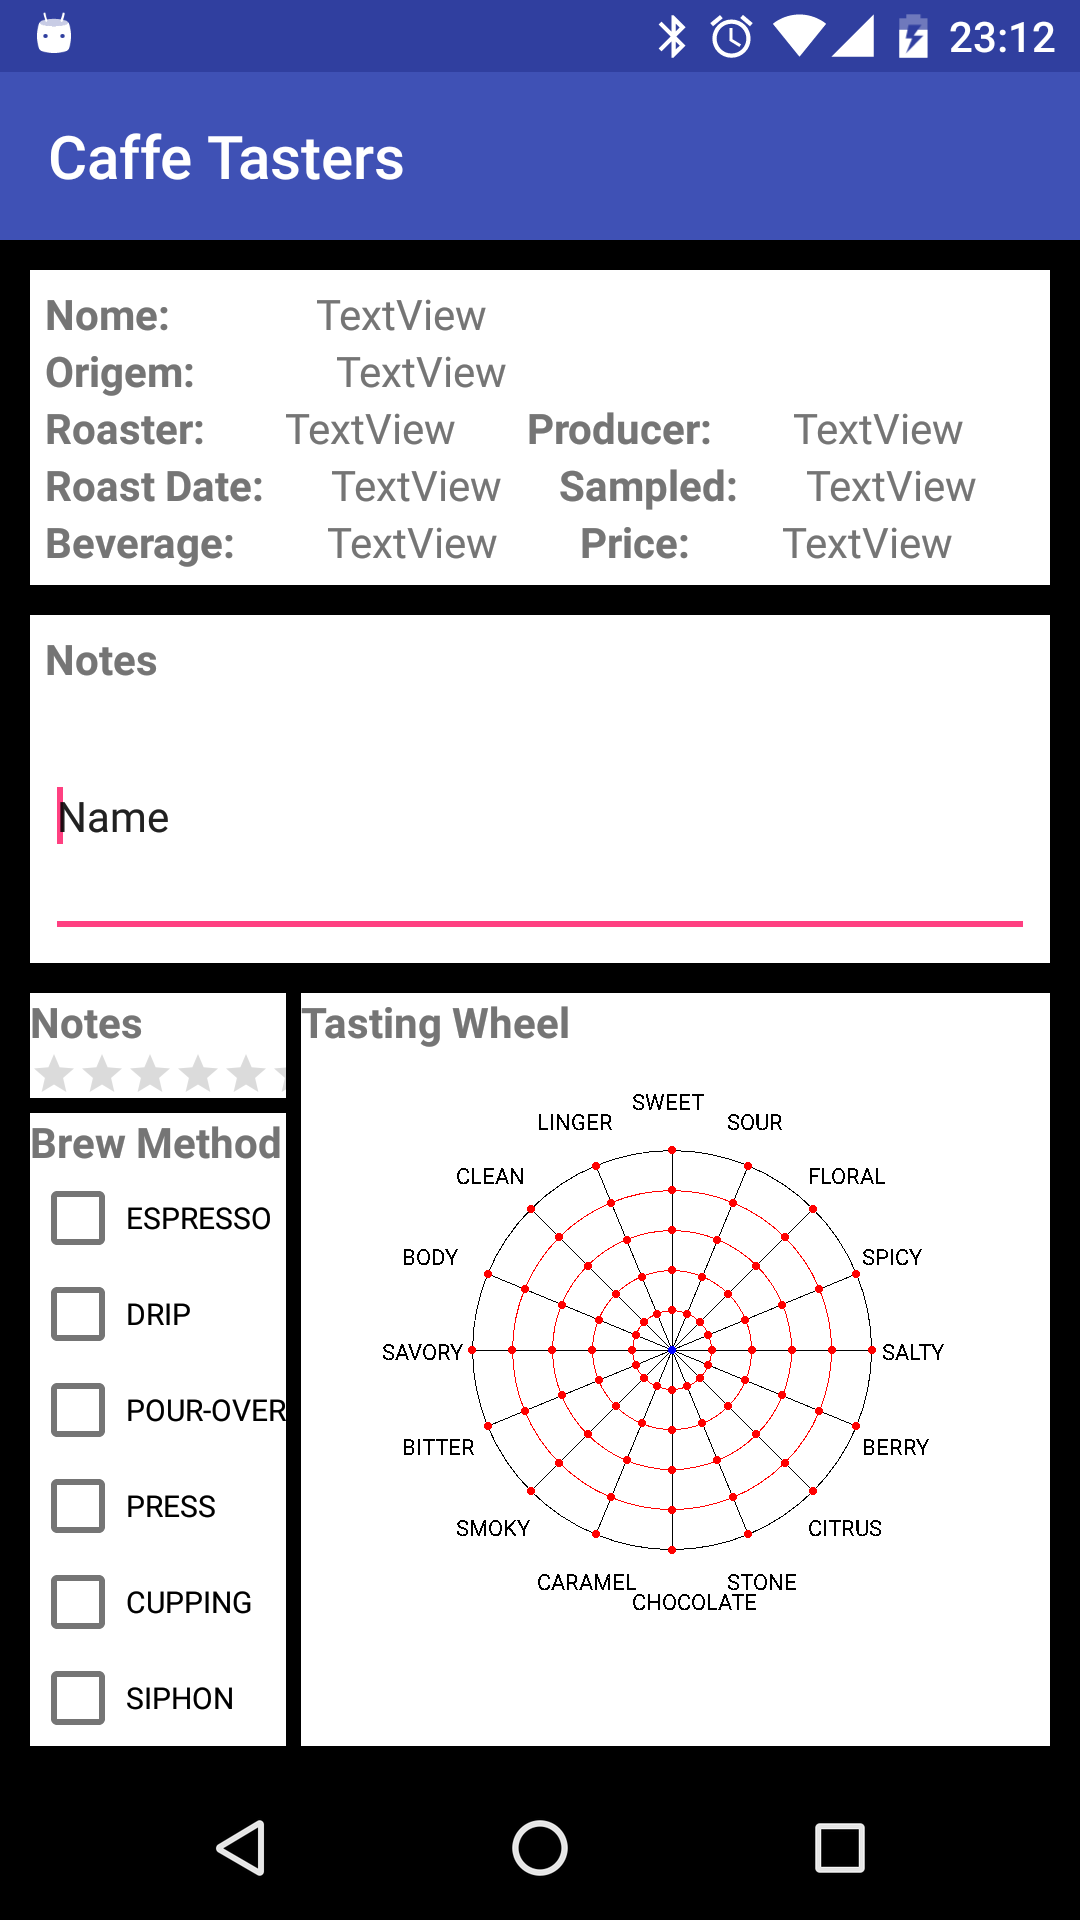 23:12
Caffe Tasters
Nome: TextView
Origem: TextView
Roaster: TextView Producer: TextView
Roast Date: TextView Sampled: TextView
Beverage: TextView Price: TextView
Notes
Name
Notes
Brew Method
ESPRESSO
DRIP
POUR-OVER
PRESS
CUPPING
SIPHON
Tasting Wheel
SWEET
LINGER SOUR
CLEAN FLORAL
BODY SPICY
SAVORY SALTY
BITTER BERRY
SMOKY CITRUS
CARAMEL STONE
CHOCOLATE